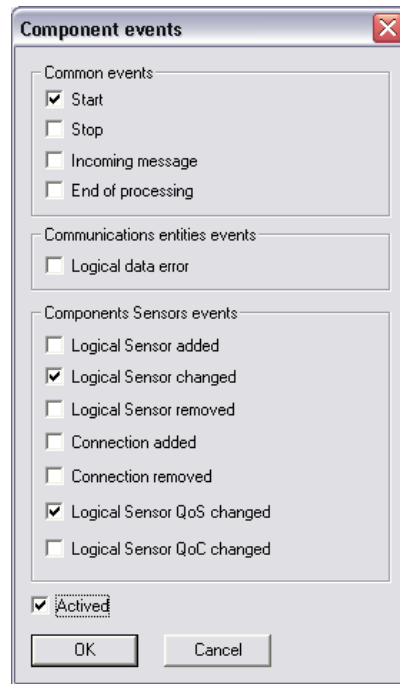 Component events
Common events
Start
Stop
Incoming message
End of processing
Communications entities events
Logical data error
Components Sensors events
Logical Sensor added
Logical Sensor changed
Logical Sensor removed
Connection added
Connection removed
Logical Sensor QoS changed
Logical Sensor QoC changed
Actived
OK Cancel